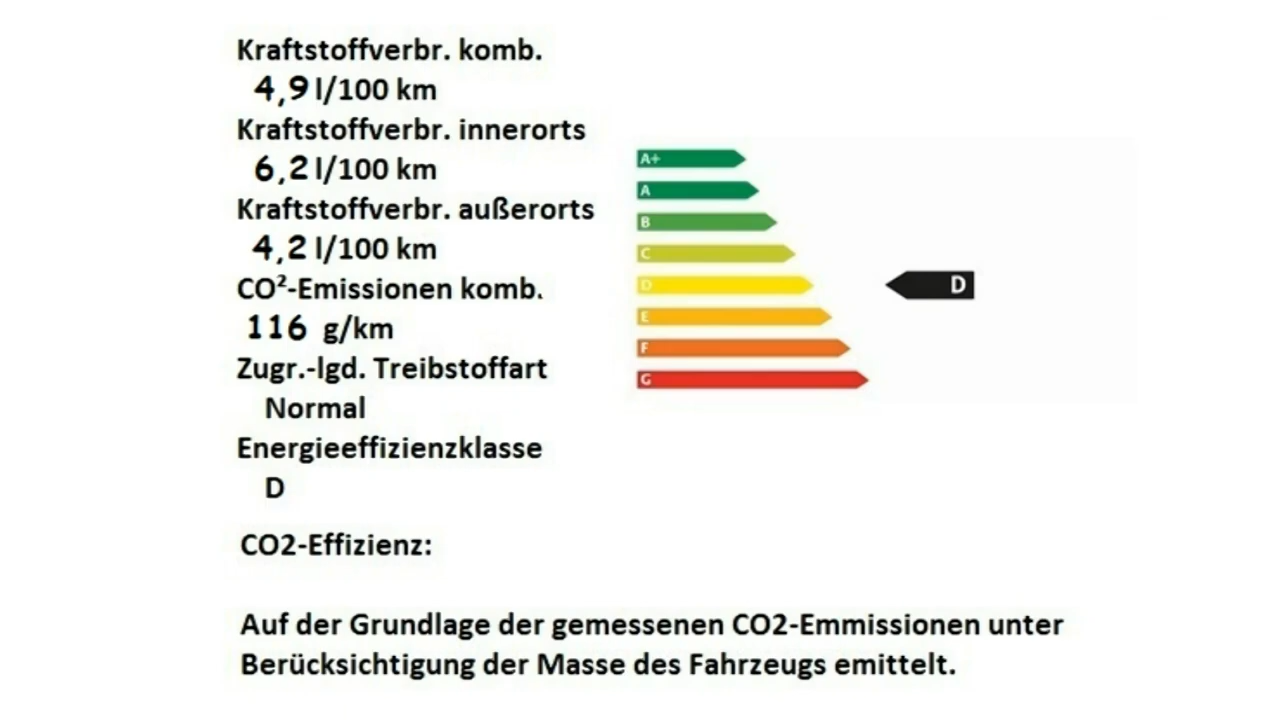 Kraftstoffverbr. komb.
4,9 l/100 km
Kraftstoffverbr. innerorts
6,2 l/100 km
Kraftstoffverbr. außerorts
4,2 l/100 km
CO²-Emissionen komb.
116 g/km
Zugr.-lgd. Treibstoffart
Normal
Energieeffizienzklasse
D
A+
A
B
C
D
D
E
F
G
CO2-Effizienz:
Auf der Grundlage der gemessenen CO2-Emmissionen unter
Berücksichtigung der Masse des Fahrzeugs emittelt.